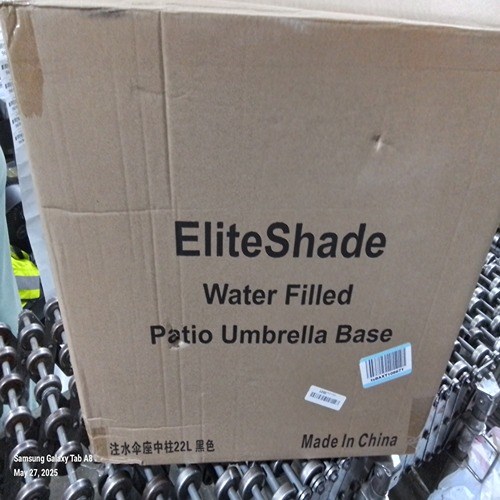 EliteShade
Water Filled
Patio Umbrella Base
注水伞座中柱22L 黑色
Made In China
Samsung Galaxy Tab A8
May 27, 2025